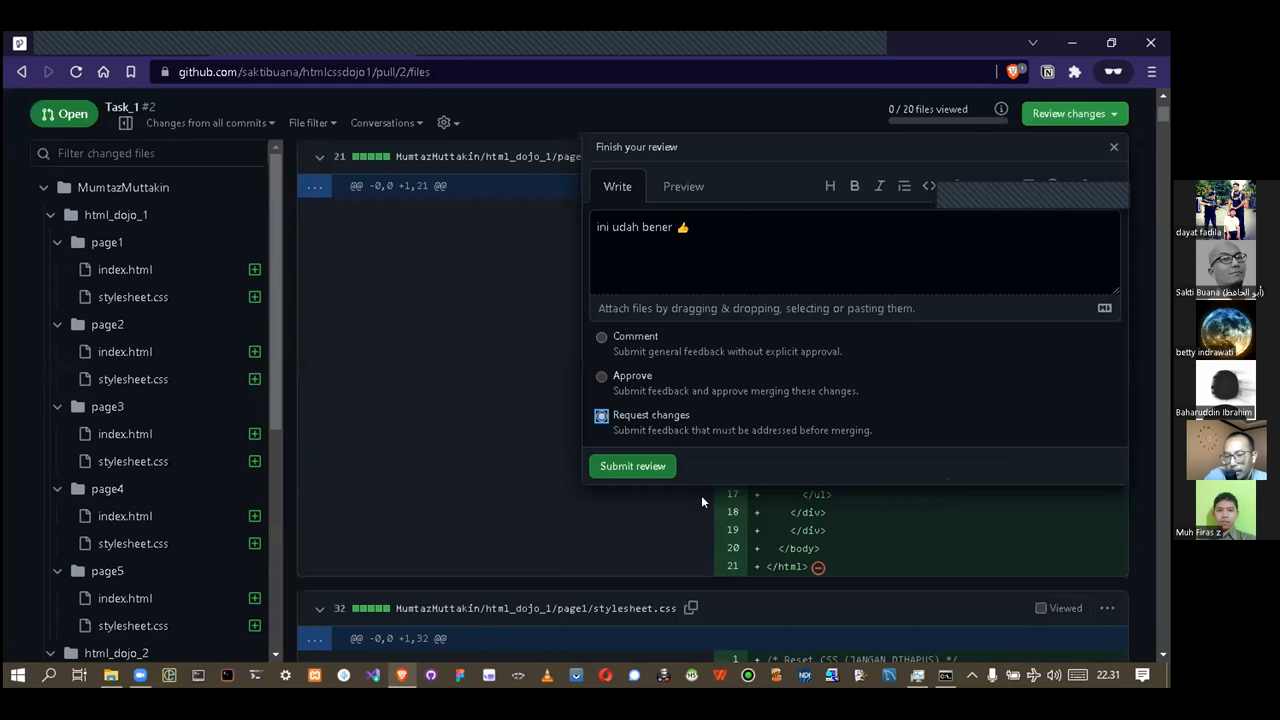 github.com/saktibuana/htmlcssdojo1/pull/2/files
Open
Task_1 #2
Changes from all commits
File filter
Conversations
0 / 20 files viewed
Review changes
Filter changed files
MumtazMuttakin
html_dojo_1
page1
index.html
stylesheet.css
page2
index.html
stylesheet.css
page3
index.html
stylesheet.css
page4
index.html
stylesheet.css
page5
index.html
stylesheet.css
html_dojo_2
21 MumtazMuttakin/html_dojo_1/page
... @@ -0,0 +1,21 @@
Finish your review
Write
Preview
ini udah bener 👍
Attach files by dragging & dropping, selecting or pasting them.
Comment
Submit general feedback without explicit approval.
Approve
Submit feedback and approve merging these changes.
Request changes
Submit feedback that must be addressed before merging.
Submit review
17 + </ul>
18 + </div>
19 + </div>
20 + </body>
21 + </html>
32 MumtazMuttakin/html_dojo_1/page1/stylesheet.css
Viewed
... @@ -0,0 +1,32 @@
1 + /* Reset CSS (JANGAN DIHAPUS) */
dayat fadila
Sakti Buana (أبو الحافظ)
betty indrawati
Baharuddin Ibrahim
Muh Firas z
22.31